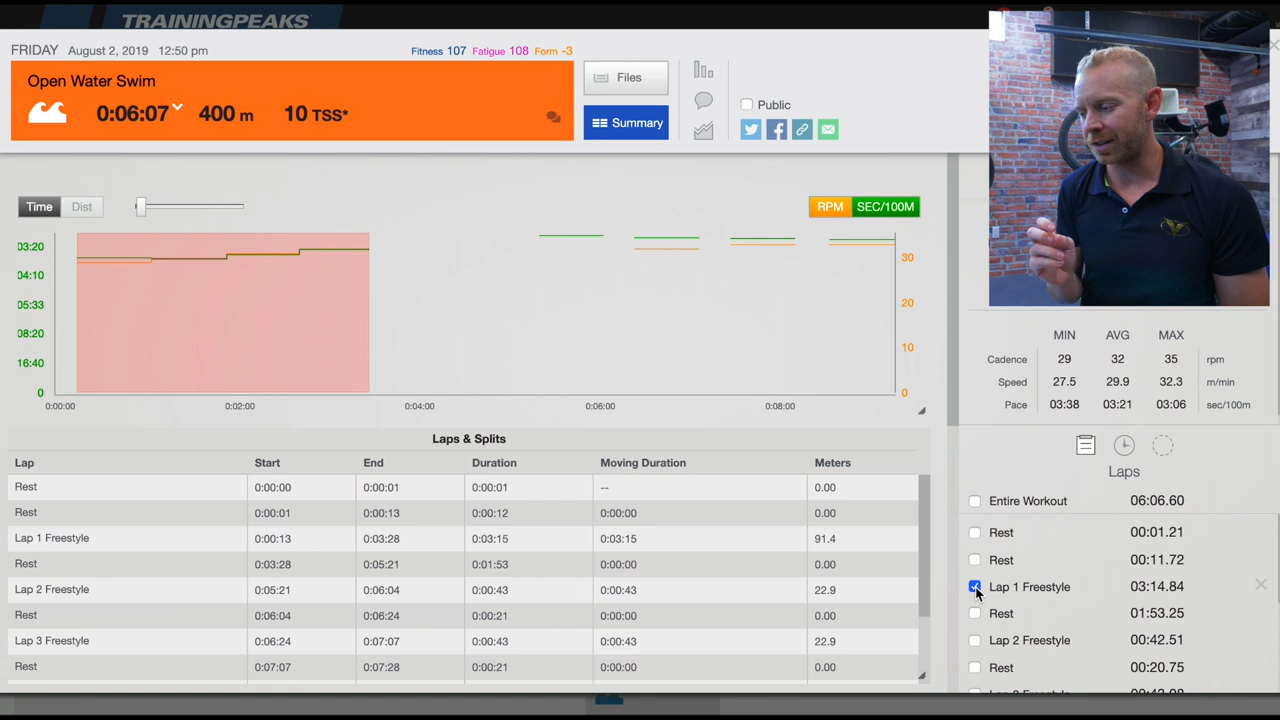 TRAININGPEAKS
FRIDAY August 2, 2019 12:50 pm
Fitness 107 Fatigue 108 Form -3
Open Water Swim
0:06:07 400 m 10 TSS*
Files
Summary
Public
Time Dist
RPM SEC/100M
03:20
04:10
05:33
08:20
16:40
0
30
20
10
0
0:00:00 0:02:00 0:04:00 0:06:00 0:08:00
MIN AVG MAX
Cadence 29 32 35 rpm
Speed 27.5 29.9 32.3 m/min
Pace 03:38 03:21 03:06 sec/100m
Laps & Splits
Lap Start End Duration Moving Duration Meters
Rest 0:00:00 0:00:01 0:00:01 -- 0.00
Rest 0:00:01 0:00:13 0:00:12 0:00:00 0.00
Lap 1 Freestyle 0:00:13 0:03:28 0:03:15 0:03:15 91.4
Rest 0:03:28 0:05:21 0:01:53 0:00:00 0.00
Lap 2 Freestyle 0:05:21 0:06:04 0:00:43 0:00:43 22.9
Rest 0:06:04 0:06:24 0:00:21 0:00:00 0.00
Lap 3 Freestyle 0:06:24 0:07:07 0:00:43 0:00:43 22.9
Rest 0:07:07 0:07:28 0:00:21 0:00:00 0.00
Laps
Entire Workout 06:06.60
Rest 00:01.21
Rest 00:11.72
Lap 1 Freestyle 03:14.84
Rest 01:53.25
Lap 2 Freestyle 00:42.51
Rest 00:20.75